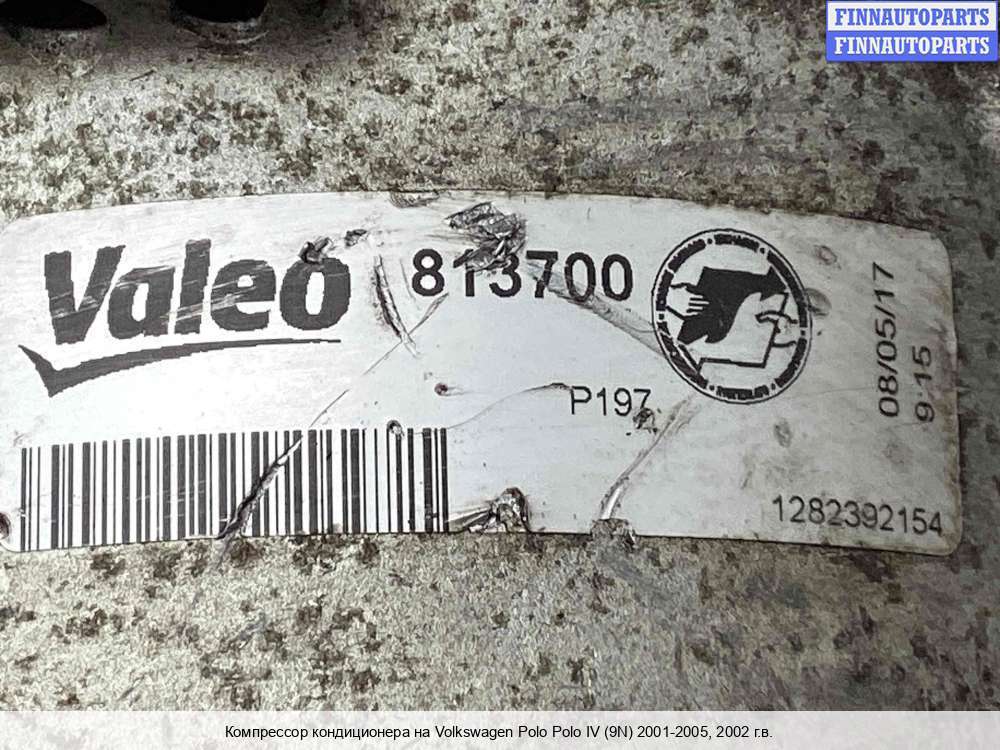 FINNAUTOPARTS
FINNAUTOPARTS
Valeo
813700
08/05/17
9:15
P197
1282392154
Компрессор кондиционера на Volkswagen Polo Polo IV (9N) 2001-2005, 2002 г.в.